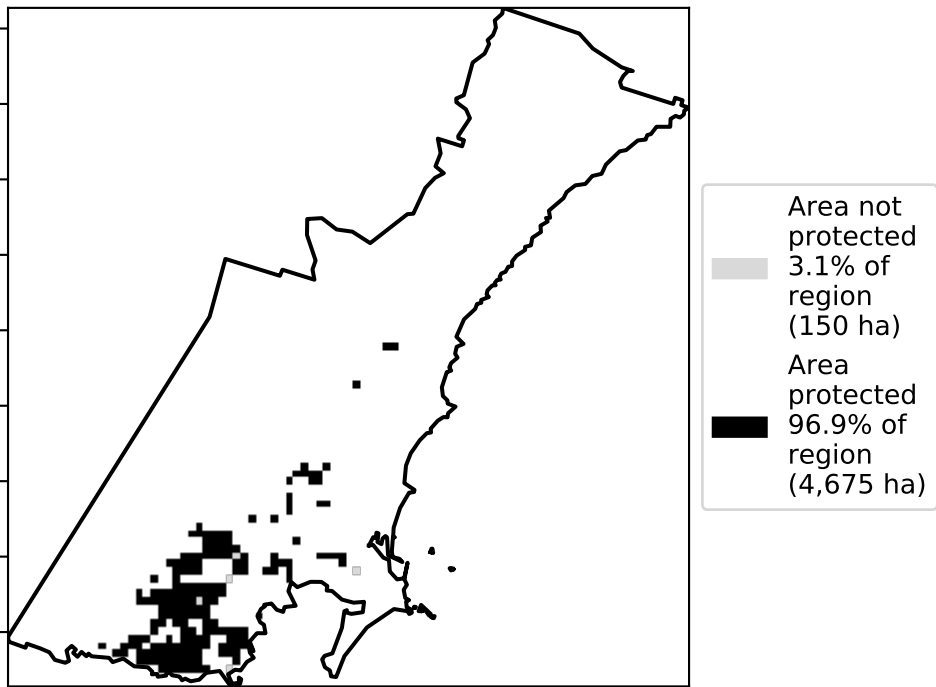 Area not
protected
3.1% of
region
(150 ha)
Area
protected
96.9% of
region
(4,675 ha)